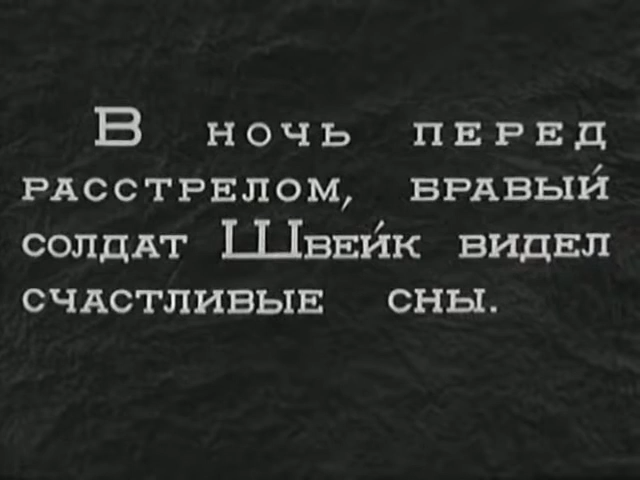 В НОЧЬ ПЕРЕД
РАССТРЕЛОМ, БРАВЫЙ
СОЛДАТ ШВЕЙК ВИДЕЛ
СЧАСТЛИВЫЕ СНЫ.